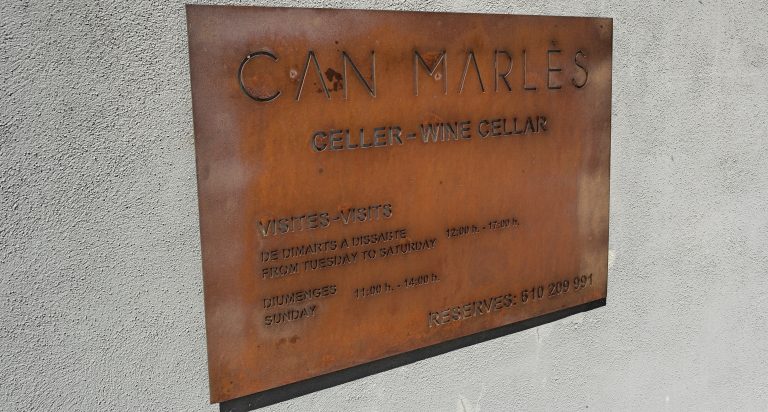 CAN MARLÈS
CELLER - WINE CELLAR
VISITES - VISITS
DE DIMARTS A DISSABTE
FROM TUESDAY TO SATURDAY 12:00 h. - 17:00 h.
DIUMENGES
SUNDAY 11:00 h. - 14:00 h.
RESERVES: 610 209 991